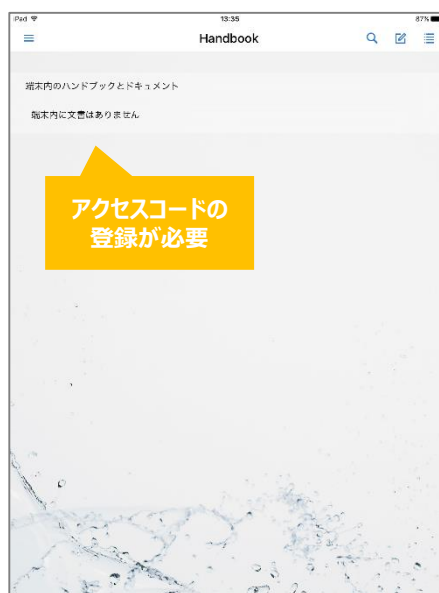 iPad
13:35
87%
Handbook
端末内のハンドブックとドキュメント
端末内に文書はありません
アクセスコードの
登録が必要